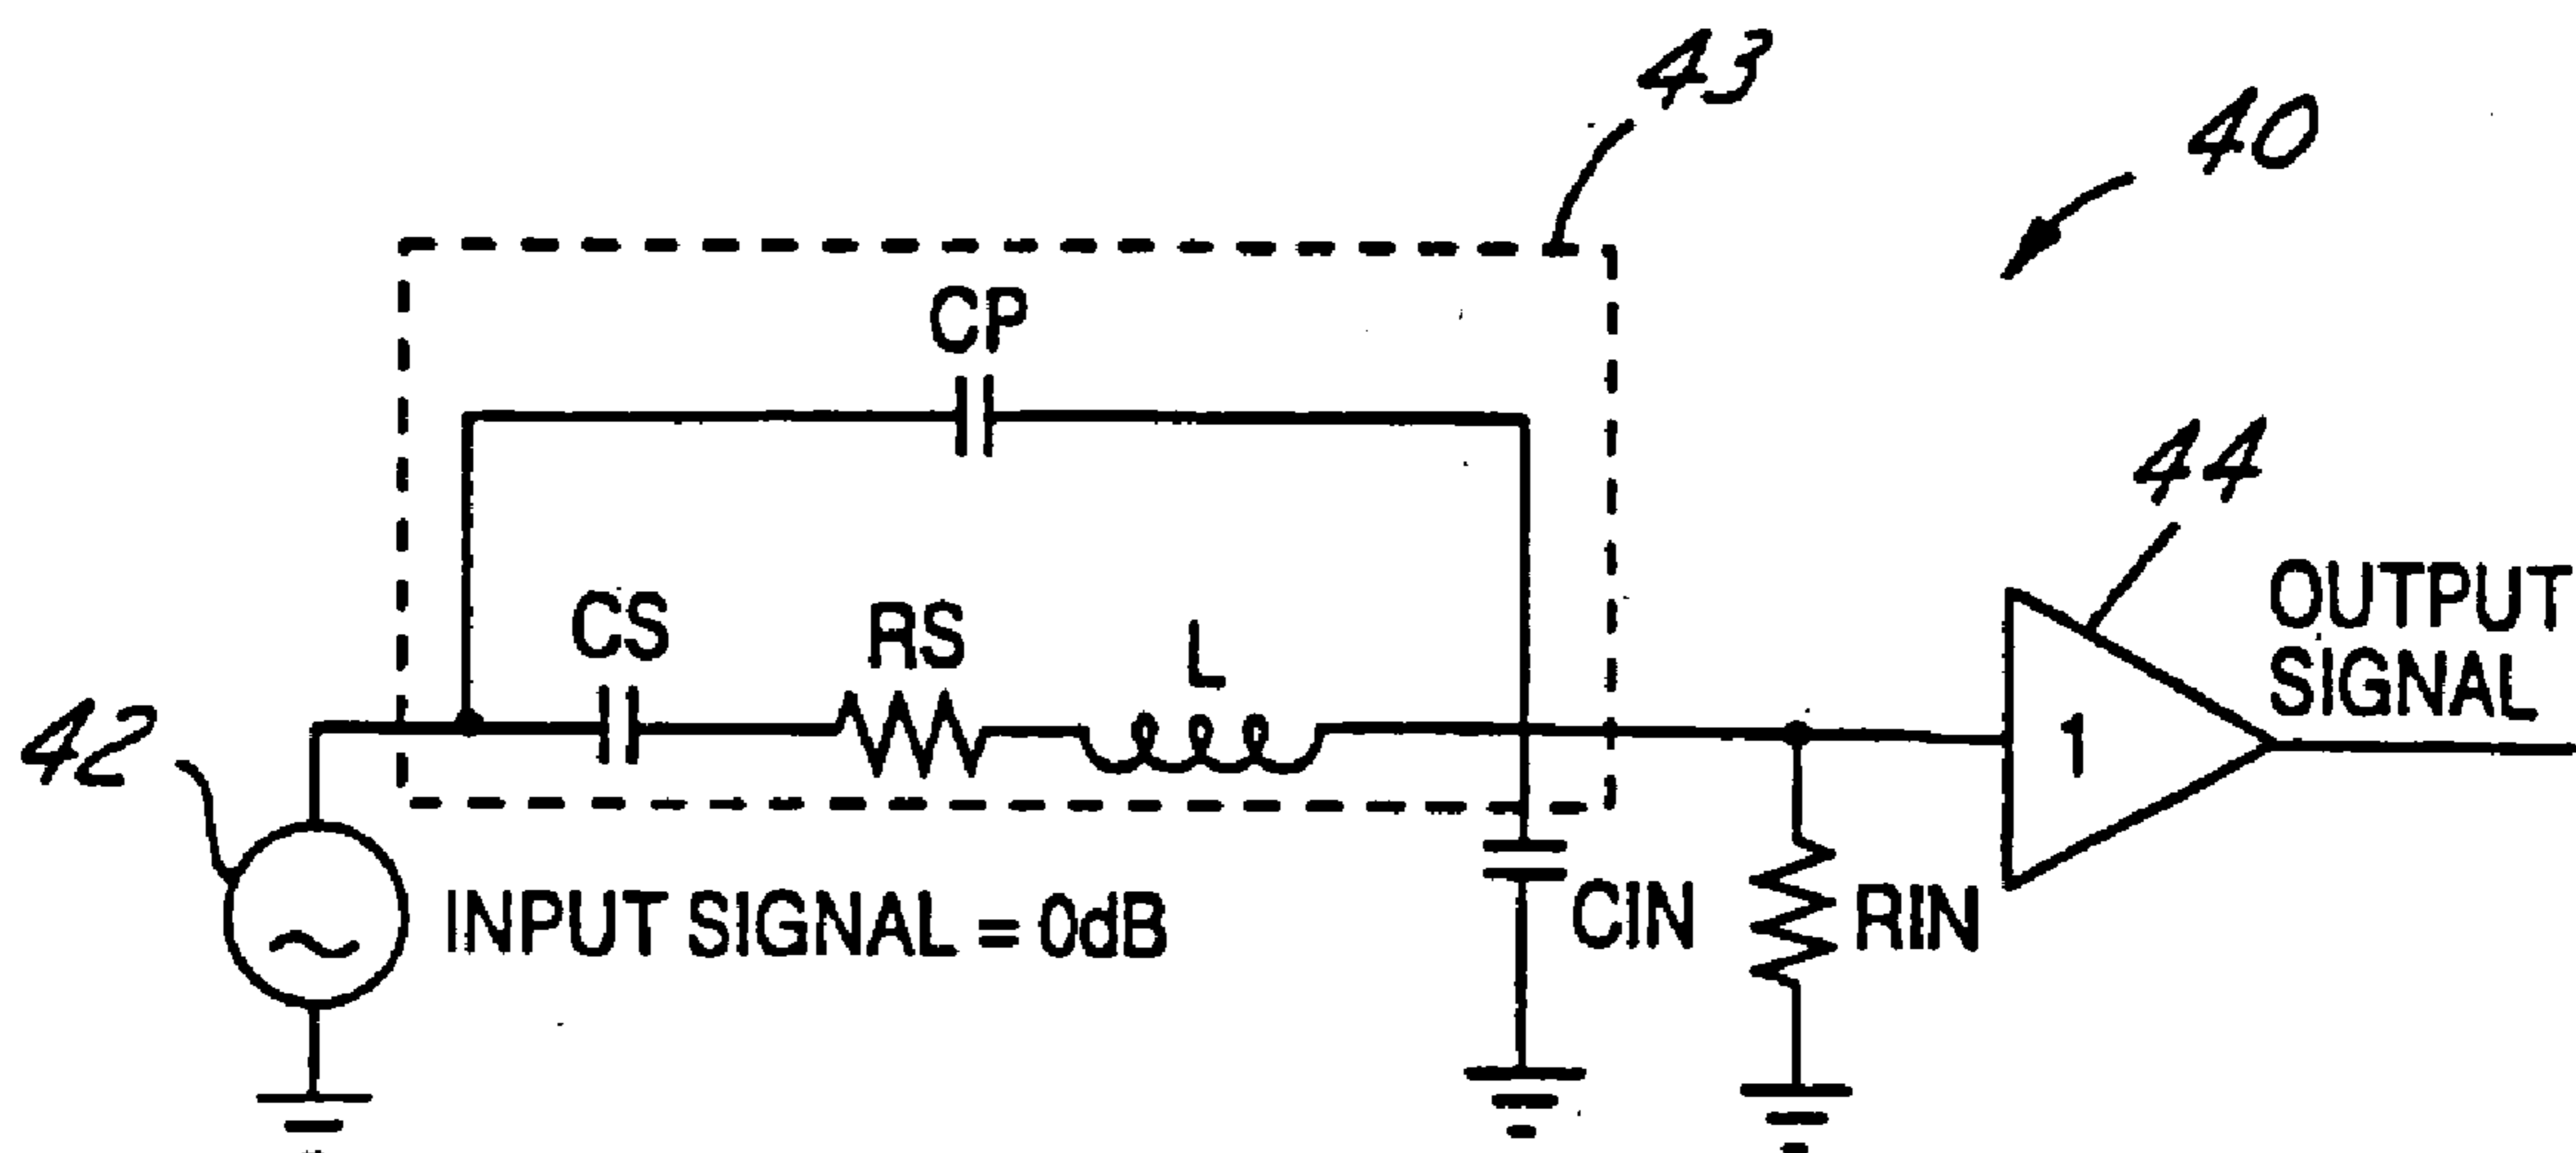 43
40
CP
44
CS
RS
L
OUTPUT
SIGNAL
42
1
INPUT SIGNAL = 0dB
CIN
RIN